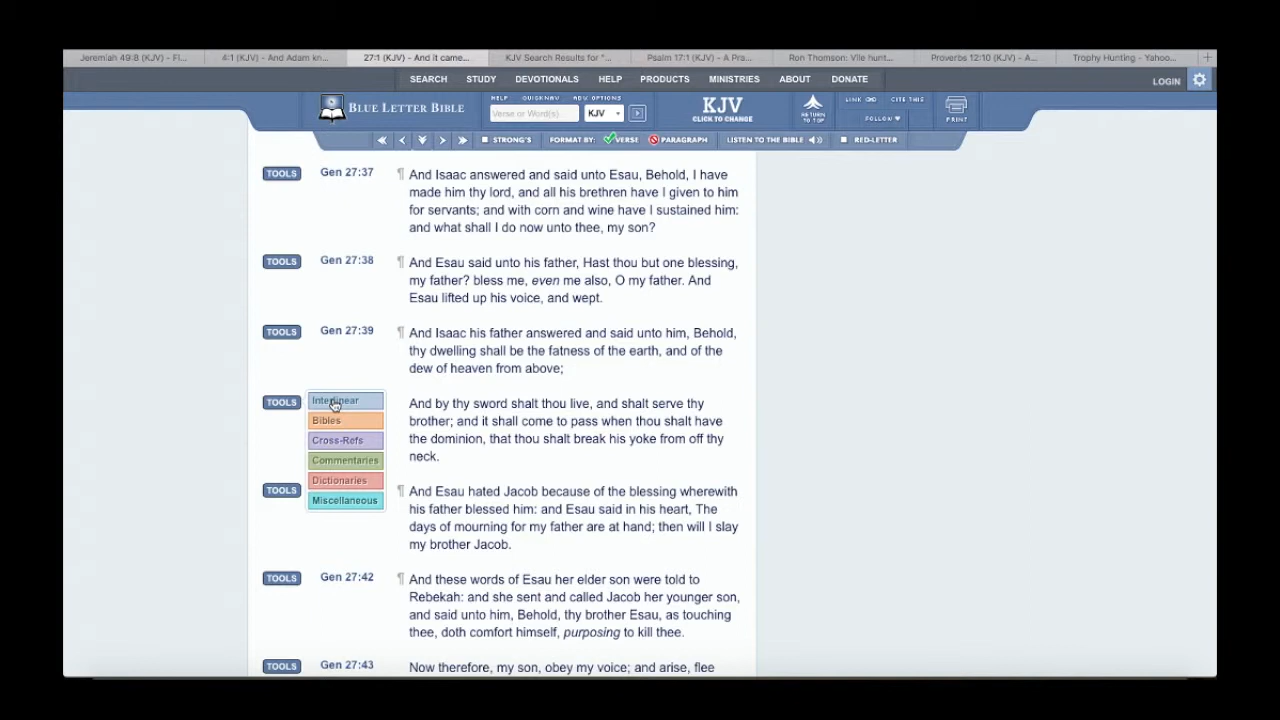 Jeremiah 49:8 (KJV) - Fl...
4:1 (KJV) - And Adam kn...
27:1 (KJV) - And it came...
KJV Search Results for "...
Psalm 17:1 (KJV) - A Pra...
Ron Thomson: Vile hunt...
Proverbs 12:10 (KJV) - A...
Trophy Hunting - Yahoo...
SEARCH STUDY DEVOTIONALS HELP PRODUCTS MINISTRIES ABOUT DONATE
LOGIN
BLUE LETTER BIBLE
HELP QUICKNAV ADV. OPTIONS
Verse or Word(s)...
KJV
KJV
CLICK TO CHANGE
RETURN
TO TOP
LINK CITE THIS
FOLLOW
PRINT
STRONG'S FORMAT BY: VERSE PARAGRAPH LISTEN TO THE BIBLE RED-LETTER
TOOLS Gen 27:37 ¶ And Isaac answered and said unto Esau, Behold, I have
made him thy lord, and all his brethren have I given to him
for servants; and with corn and wine have I sustained him:
and what shall I do now unto thee, my son?
TOOLS Gen 27:38 ¶ And Esau said unto his father, Hast thou but one blessing,
my father? bless me, even me also, O my father. And
Esau lifted up his voice, and wept.
TOOLS Gen 27:39 ¶ And Isaac his father answered and said unto him, Behold,
thy dwelling shall be the fatness of the earth, and of the
dew of heaven from above;
TOOLS
Interlinear
Bibles
Cross-Refs
Commentaries
Dictionaries
Miscellaneous
And by thy sword shalt thou live, and shalt serve thy
brother; and it shall come to pass when thou shalt have
the dominion, that thou shalt break his yoke from off thy
neck.
TOOLS ¶ And Esau hated Jacob because of the blessing wherewith
his father blessed him: and Esau said in his heart, The
days of mourning for my father are at hand; then will I slay
my brother Jacob.
TOOLS Gen 27:42 ¶ And these words of Esau her elder son were told to
Rebekah: and she sent and called Jacob her younger son,
and said unto him, Behold, thy brother Esau, as touching
thee, doth comfort himself, purposing to kill thee.
TOOLS Gen 27:43 Now therefore, my son, obey my voice; and arise, flee